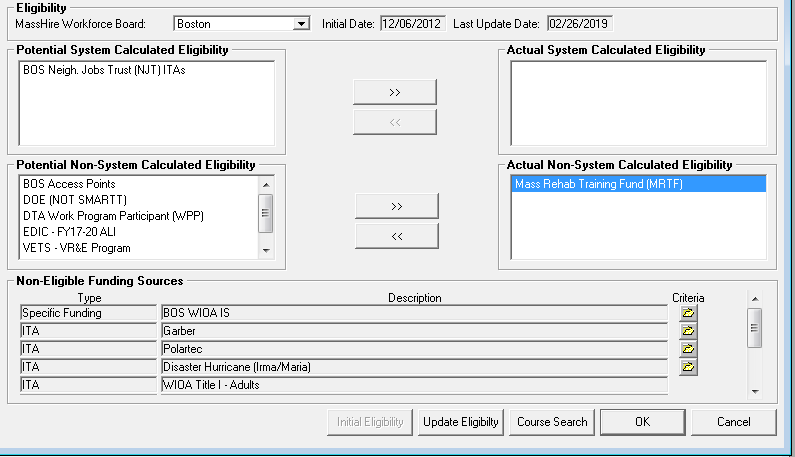 Eligibility
MassHire Workforce Board: Boston Initial Date: 12/06/2012 Last Update Date: 02/26/2019
Potential System Calculated Eligibility
BOS Neigh. Jobs Trust (NJT) ITAs
>>
<<
Actual System Calculated Eligibility
Potential Non-System Calculated Eligibility
BOS Access Points
DOE (NOT SMARTT)
DTA Work Program Participant (WPP)
EDIC - FY17-20 ALI
VETS - VR&E Program
>>
<<
Actual Non-System Calculated Eligibility
Mass Rehab Training Fund (MRTF)
Non-Eligible Funding Sources
Type Description Criteria
Specific Funding BOS WIOA IS
ITA Garber
ITA Polartec
ITA Disaster Hurricane (Irma/Maria)
ITA WIOA Title I - Adults
Initial Eligibility Update Eligibilty Course Search OK Cancel